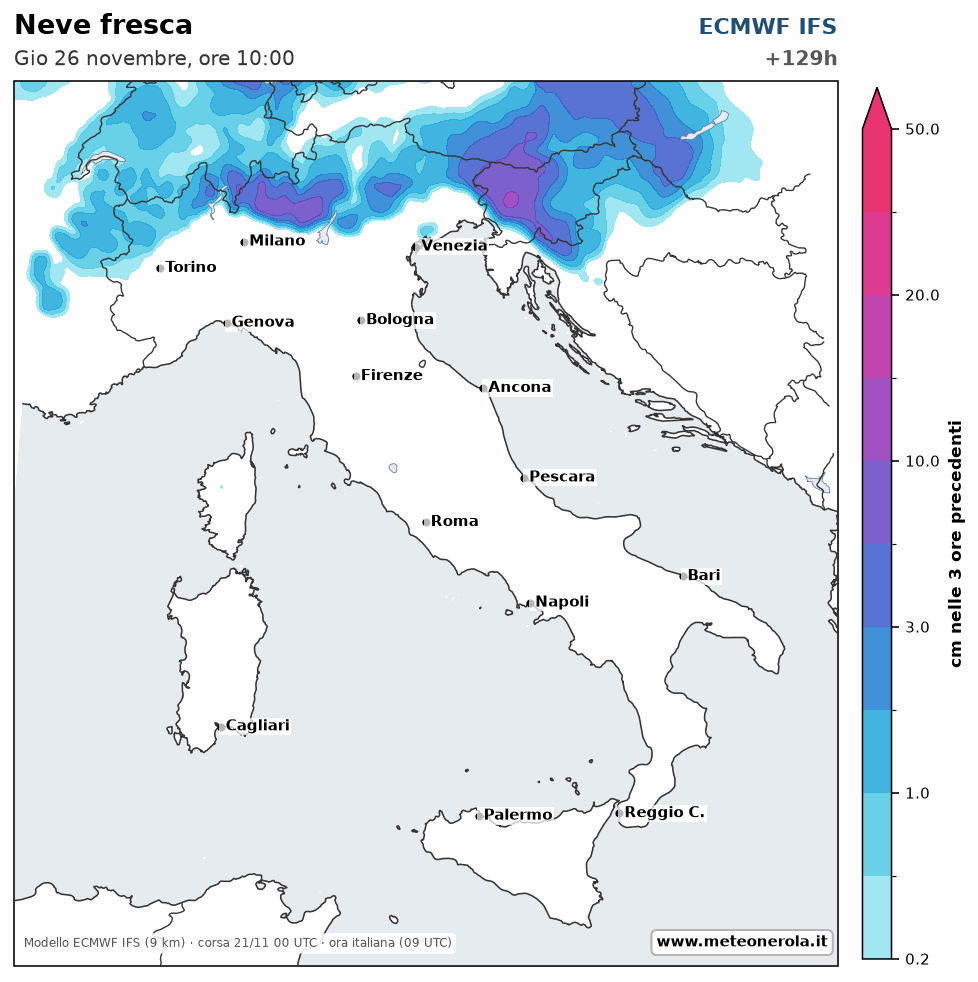 Neve fresca
ECMWF IFS
Gio 26 novembre, ore 10:00
+129h
50.0
20.0
10.0
3.0
1.0
0.2
cm nelle 3 ore precedenti
Milano
Venezia
Torino
Genova
Bologna
Firenze
Ancona
Pescara
Roma
Bari
Napoli
Cagliari
Palermo
Reggio C.
Modello ECMWF IFS (9 km) · corsa 21/11 00 UTC · ora italiana (09 UTC)
www.meteonerola.it